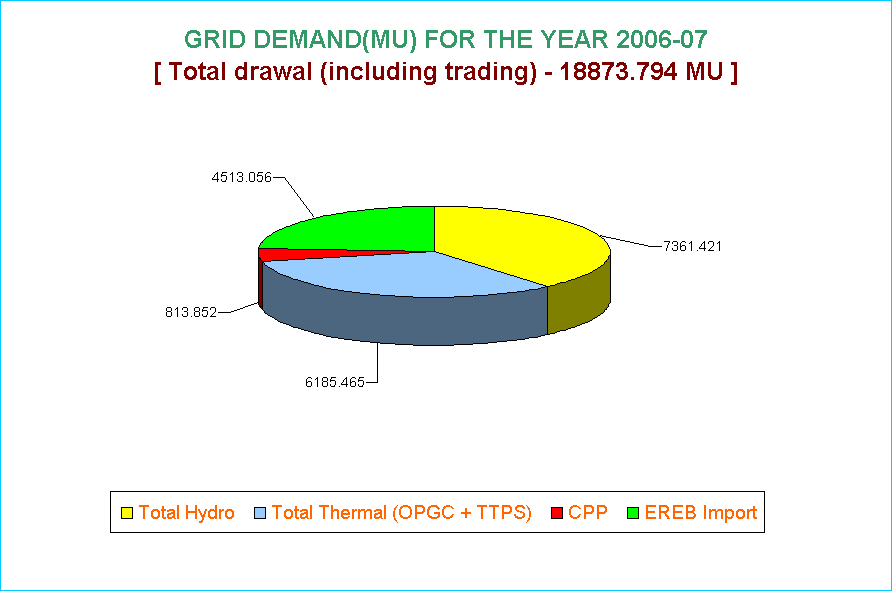 GRID DEMAND(MU) FOR THE YEAR 2006-07
[ Total drawal (including trading) - 18873.794 MU ]
4513.056
7361.421
813.852
6185.465
Total Hydro Total Thermal (OPGC + TTPS) CPP EREB Import